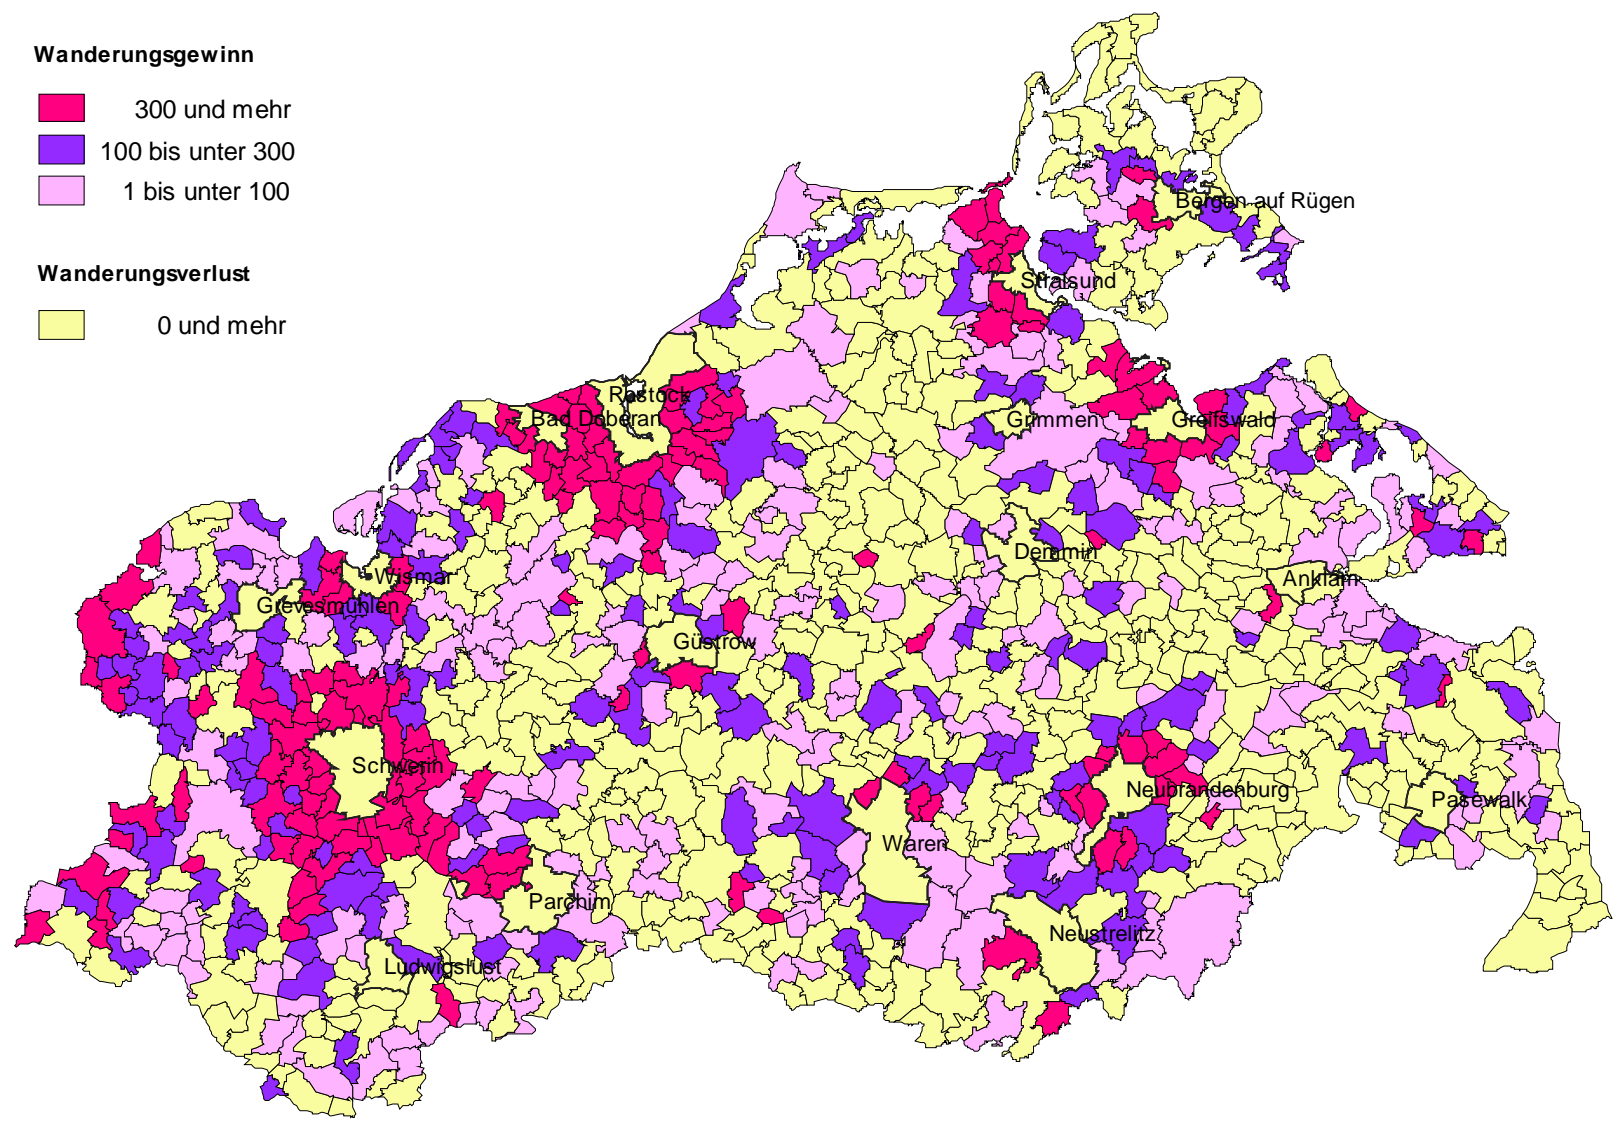 Wanderungsgewinn
300 und mehr
100 bis unter 300
1 bis unter 100
Wanderungsverlust
0 und mehr
Bergen auf Rügen
Stralsund
Rostock
Bad Doberan
Grimmen
Greifswald
Demmin
Wismar
Anklam
Grevesmühlen
Güstrow
Schwerin
Neubrandenburg
Pasewalk
Waren
Parchim
Neustrelitz
Ludwigslust